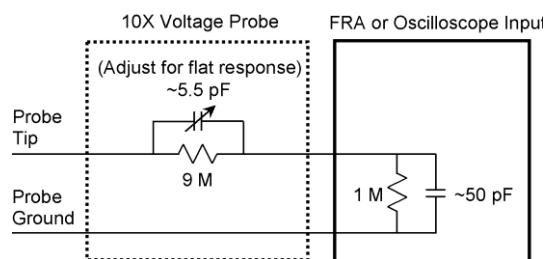 10X Voltage Probe
FRA or Oscilloscope Input
(Adjust for flat response)
~5.5 pF
Probe
Tip
9 M
1 M
~50 pF
Probe
Ground